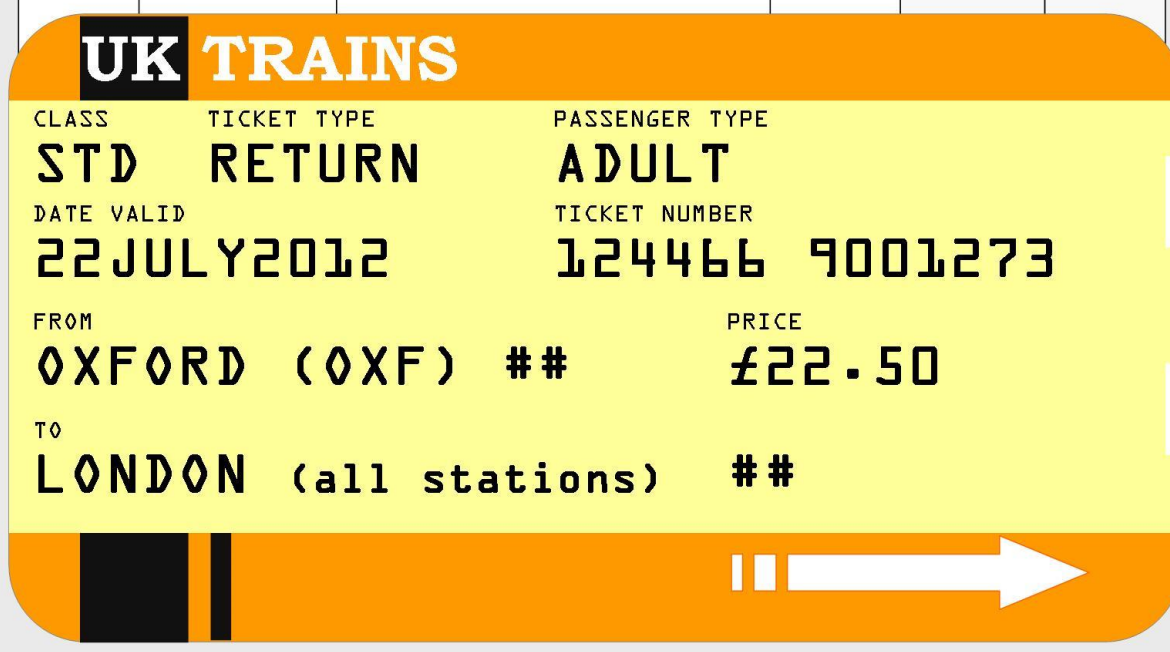 UK TRAINS
CLASS TICKET TYPE PASSENGER TYPE
STD RETURN ADULT
DATE VALID TICKET NUMBER
22JULY2012 124466 9001273
FROM PRICE
OXFORD (OXF) ## £22.50
TO
LONDON (all stations) ##